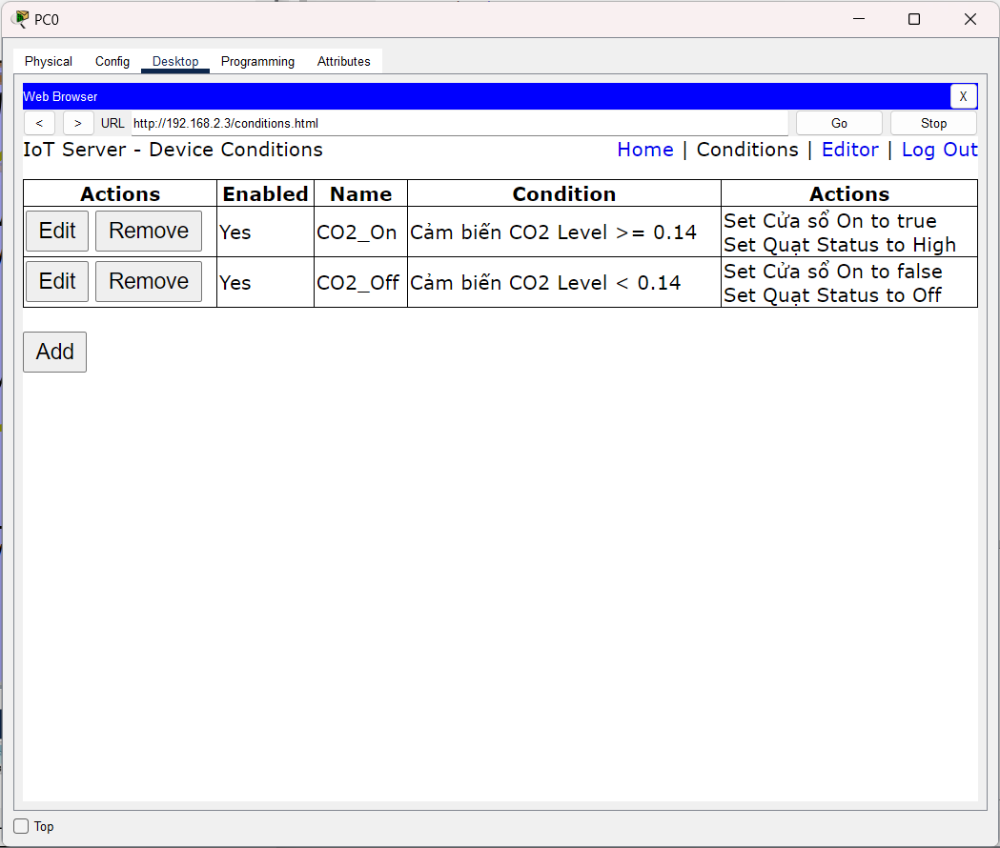 PC0
Physical Config Desktop Programming Attributes
Web Browser X
< > URL http://192.168.2.3/conditions.html Go Stop
IoT Server - Device Conditions Home | Conditions | Editor | Log Out
Actions Enabled Name Condition Actions
Edit Remove Yes CO2_On Cảm biến CO2 Level >= 0.14 Set Cửa sổ On to true
Set Quạt Status to High
Edit Remove Yes CO2_Off Cảm biến CO2 Level < 0.14 Set Cửa sổ On to false
Set Quạt Status to Off
Add
Top